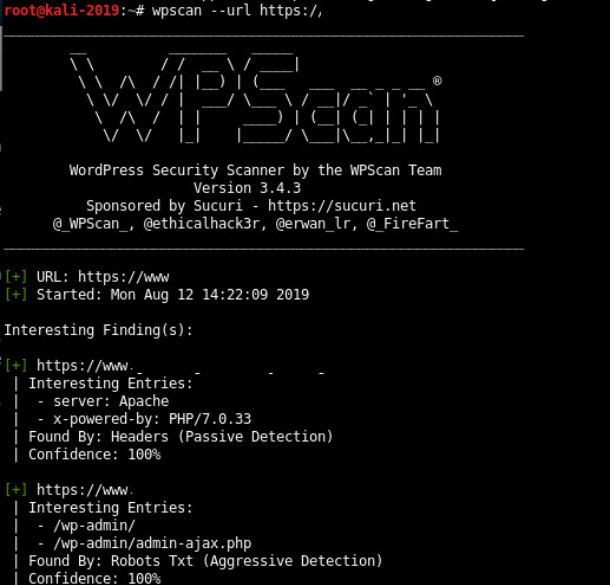 root@kali-2019:~# wpscan --url https:/
WPScan®
WordPress Security Scanner by the WPScan Team
Version 3.4.3
Sponsored by Sucuri - https://sucuri.net
@_WPScan_, @ethicalhack3r, @erwan_lr, @_FireFart_
[+] URL: https://www
[+] Started: Mon Aug 12 14:22:09 2019
Interesting Finding(s):
[+] https://www.
| Interesting Entries:
|  - server: Apache
|  - x-powered-by: PHP/7.0.33
| Found By: Headers (Passive Detection)
| Confidence: 100%
[+] https://www.
| Interesting Entries:
|  - /wp-admin/
|  - /wp-admin/admin-ajax.php
| Found By: Robots Txt (Aggressive Detection)
| Confidence: 100%